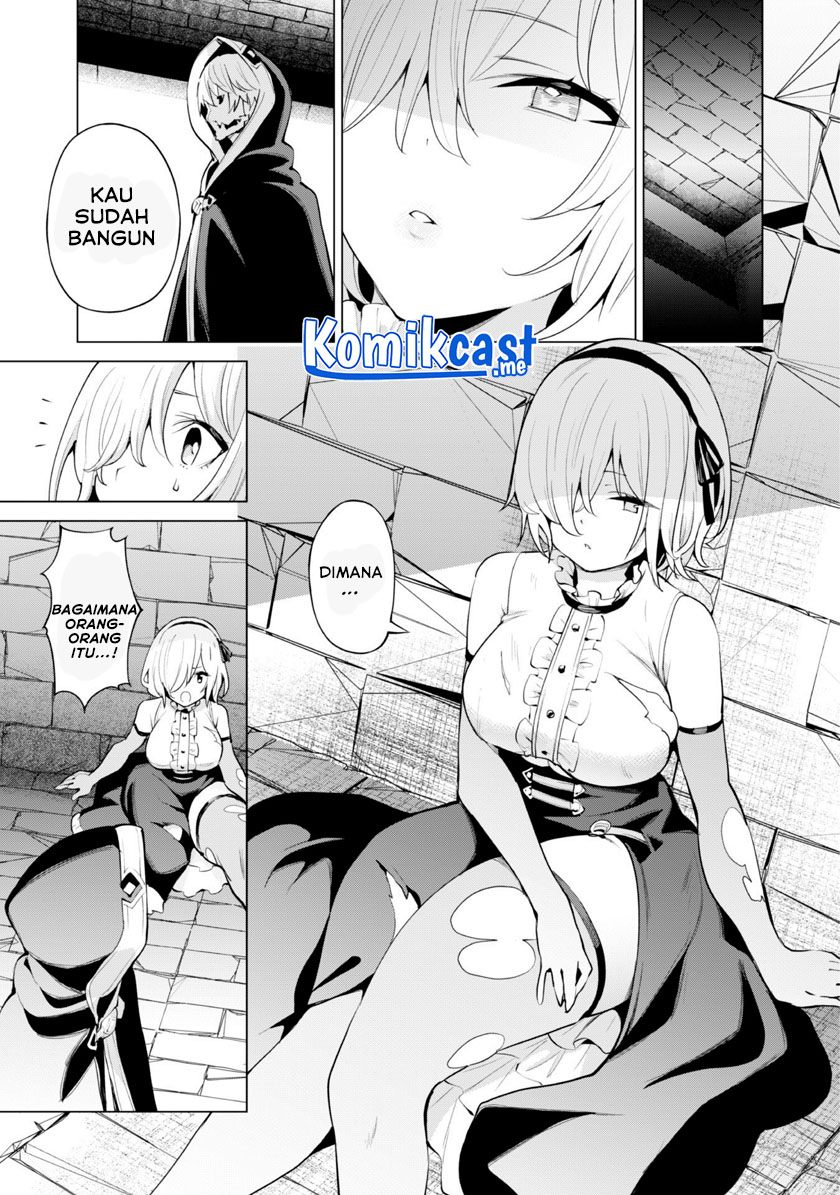 KAU
SUDAH
BANGUN
Komikcast
.me
DIMANA
...
BAGAIMANA
ORANG-
ORANG
ITU...!